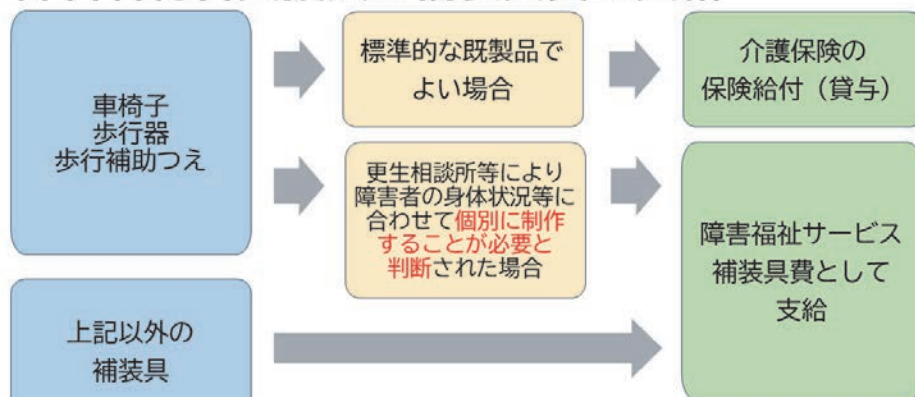 車椅子
歩行器
歩行補助つえ
標準的な既製品で
よい場合
介護保険の
保険給付（貸与）
更生相談所等により
障害者の身体状況等に
合わせて個別に制作
することが必要と
判断された場合
障害福祉サービス
補装具費として
支給
上記以外の
補装具